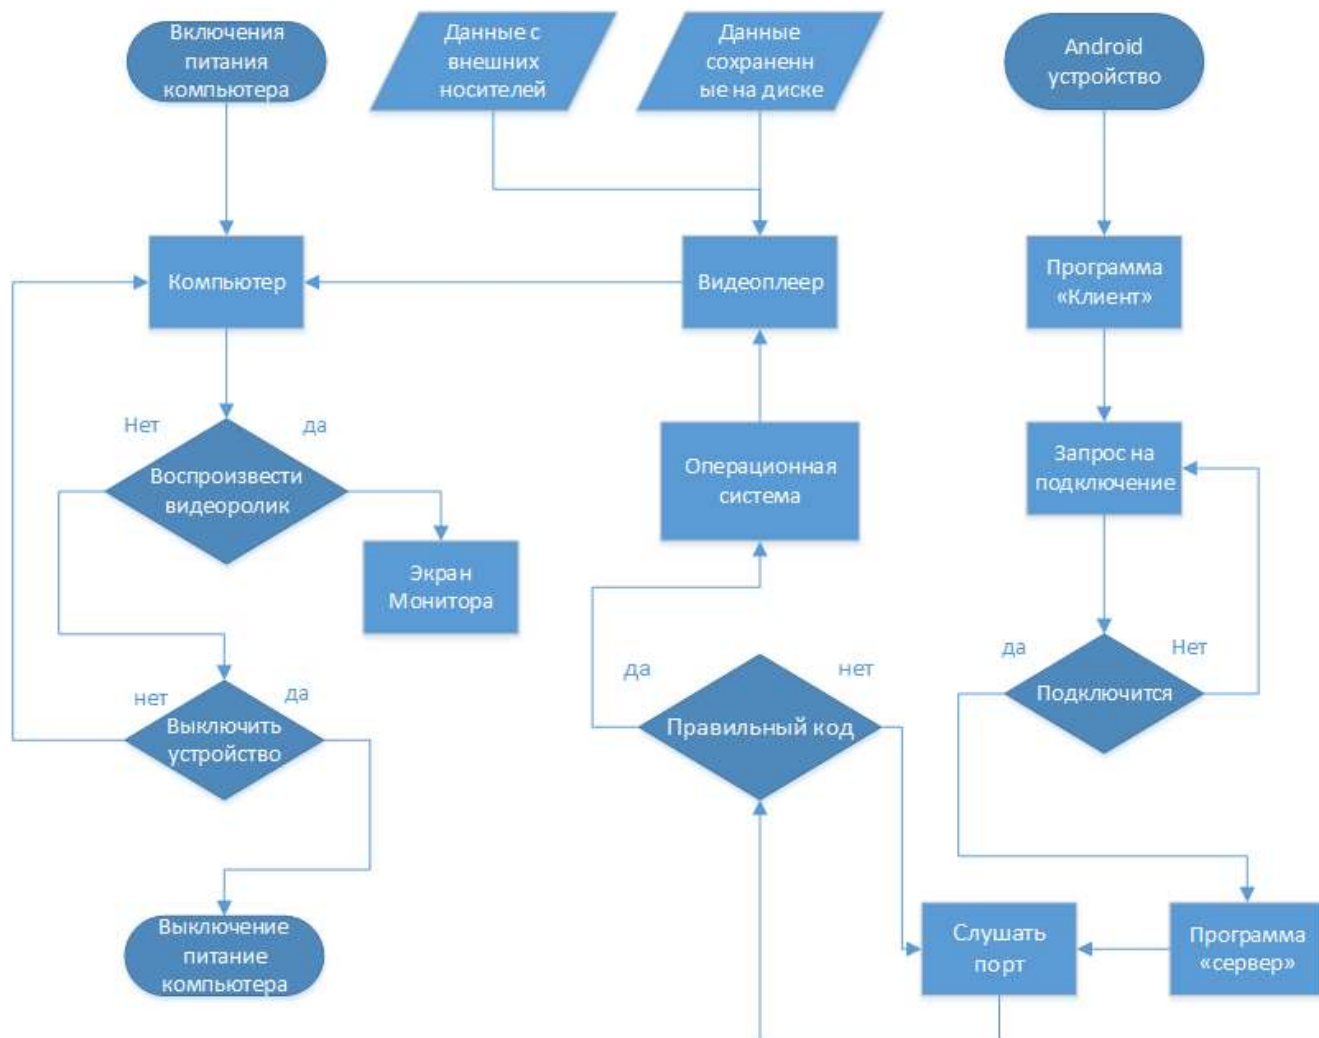 Включения
питания
компьютера
Данные с
внешних
носителей
Данные
сохраненн
ые на диске
Android
устройство
Компьютер
Видеоплеер
Программа
«Клиент»
Нет
да
Воспроизвести
видеоролик
Операционная
система
Запрос на
подключение
Экран
Монитора
да
нет
да
Нет
нет
да
Выключить
устройство
Правильный код
Подключится
Выключение
питание
компьютера
Слушать
порт
Программа
«сервер»